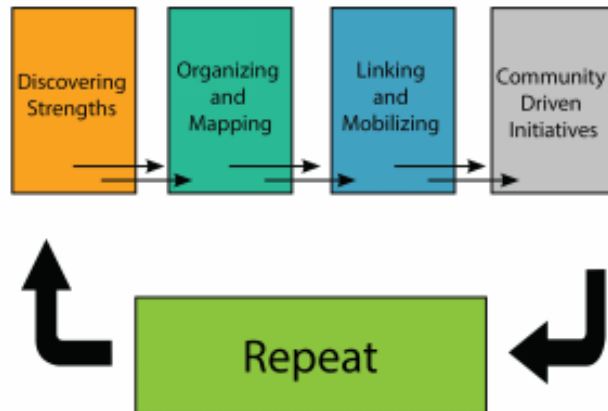 Discovering
Strengths
Organizing
and
Mapping
Linking
and
Mobilizing
Community
Driven
Initiatives
Repeat